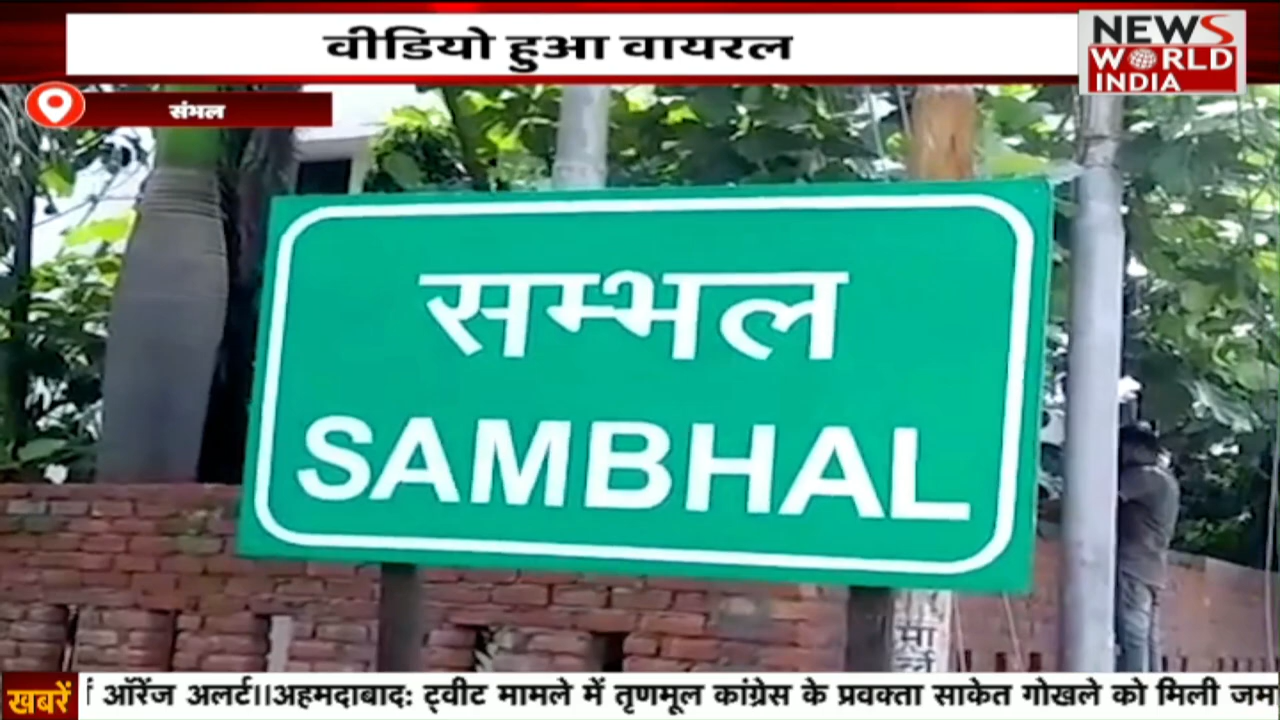 वीडियो हुआ वायरल
NEWS
WORLD
INDIA
संभल
सम्भल
SAMBHAL
खबरें
ऑरेंज अलर्ट।।अहमदाबाद: ट्वीट मामले में तृणमूल कांग्रेस के प्रवक्ता साकेत गोखले को मिली